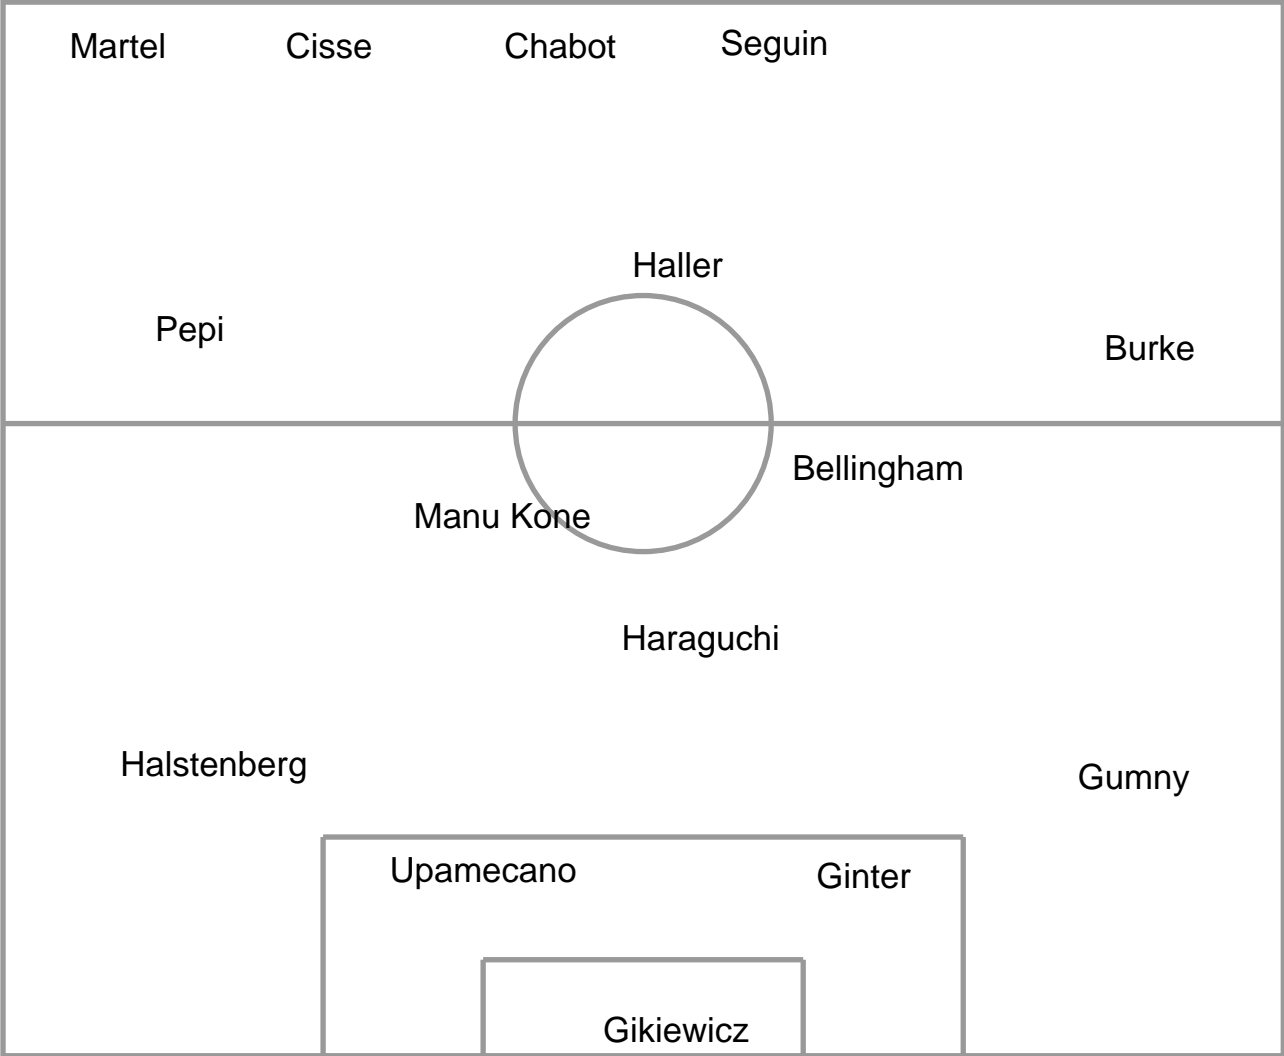 Martel Cisse Chabot Seguin
Haller
Pepi
Burke
Bellingham
Manu Kone
Haraguchi
Halstenberg
Gumny
Upamecano
Ginter
Gikiewicz